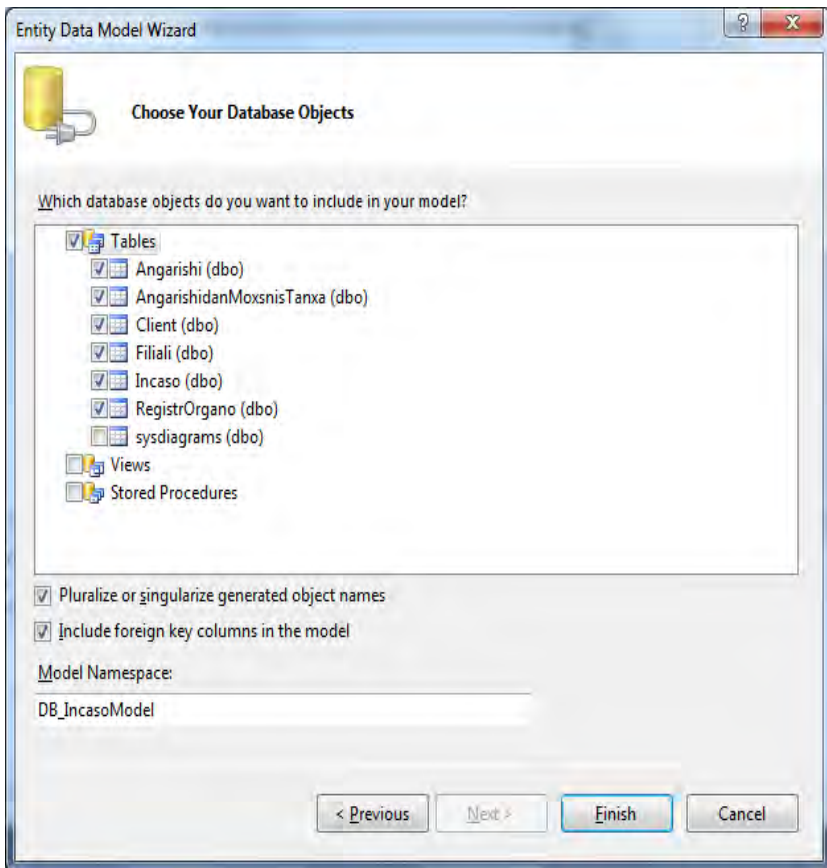 Entity Data Model Wizard
Choose Your Database Objects
Which database objects do you want to include in your model?
Tables
Angarishi (dbo)
AngarishidanMoxsnisTanxa (dbo)
Client (dbo)
Filiali (dbo)
Incaso (dbo)
RegistrOrgano (dbo)
sysdiagrams (dbo)
Views
Stored Procedures
Pluralize or singularize generated object names
Include foreign key columns in the model
Model Namespace:
DB_IncasoModel
< Previous Next > Finish Cancel